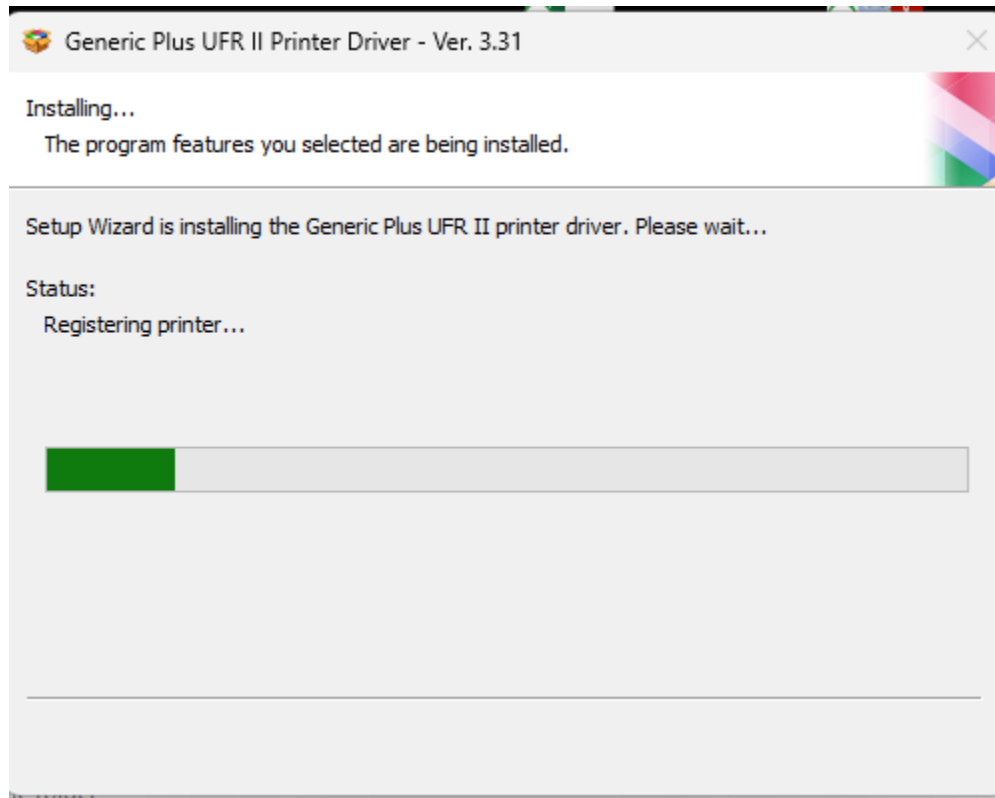 Generic Plus UFR II Printer Driver - Ver. 3.31
Installing...
The program features you selected are being installed.
Setup Wizard is installing the Generic Plus UFR II printer driver. Please wait...
Status:
Registering printer...